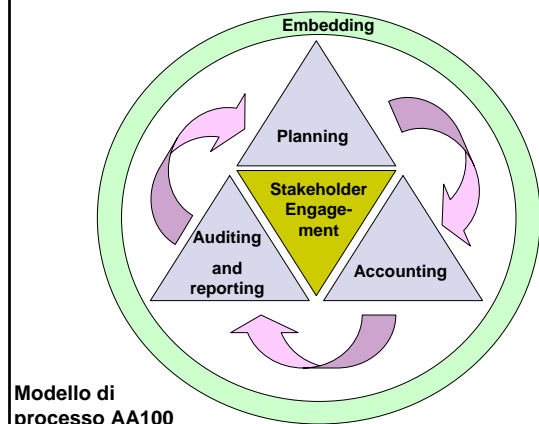 Embedding
Planning
Stakeholder
Engage-
ment
Auditing
and
reporting
Accounting
Modello di
processo AA100